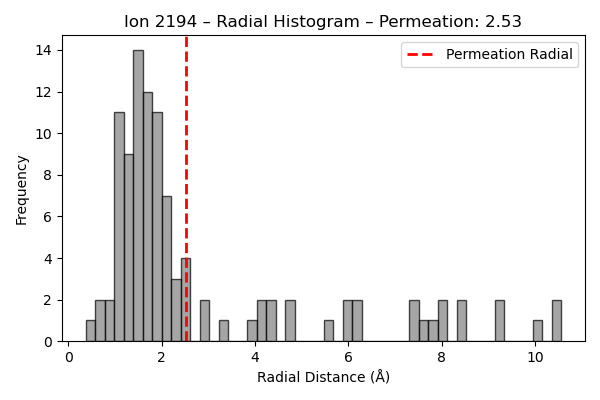 Ion 2194 – Radial Histogram – Permeation: 2.53
Permeation Radial
Frequency
14
12
10
8
6
4
2
0
0 2 4 6 8 10
Radial Distance (Å)